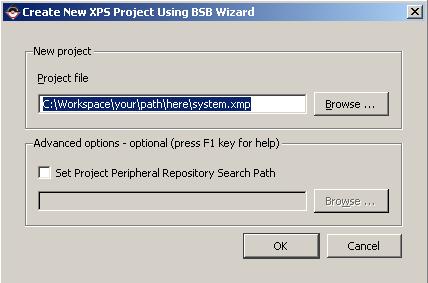 Create New XPS Project Using BSB Wizard
New project
Project file
C:\Workspace\your\path\here\system.xmp
Browse ...
Advanced options - optional (press F1 key for help)
Set Project Peripheral Repository Search Path
Browse ...
OK
Cancel